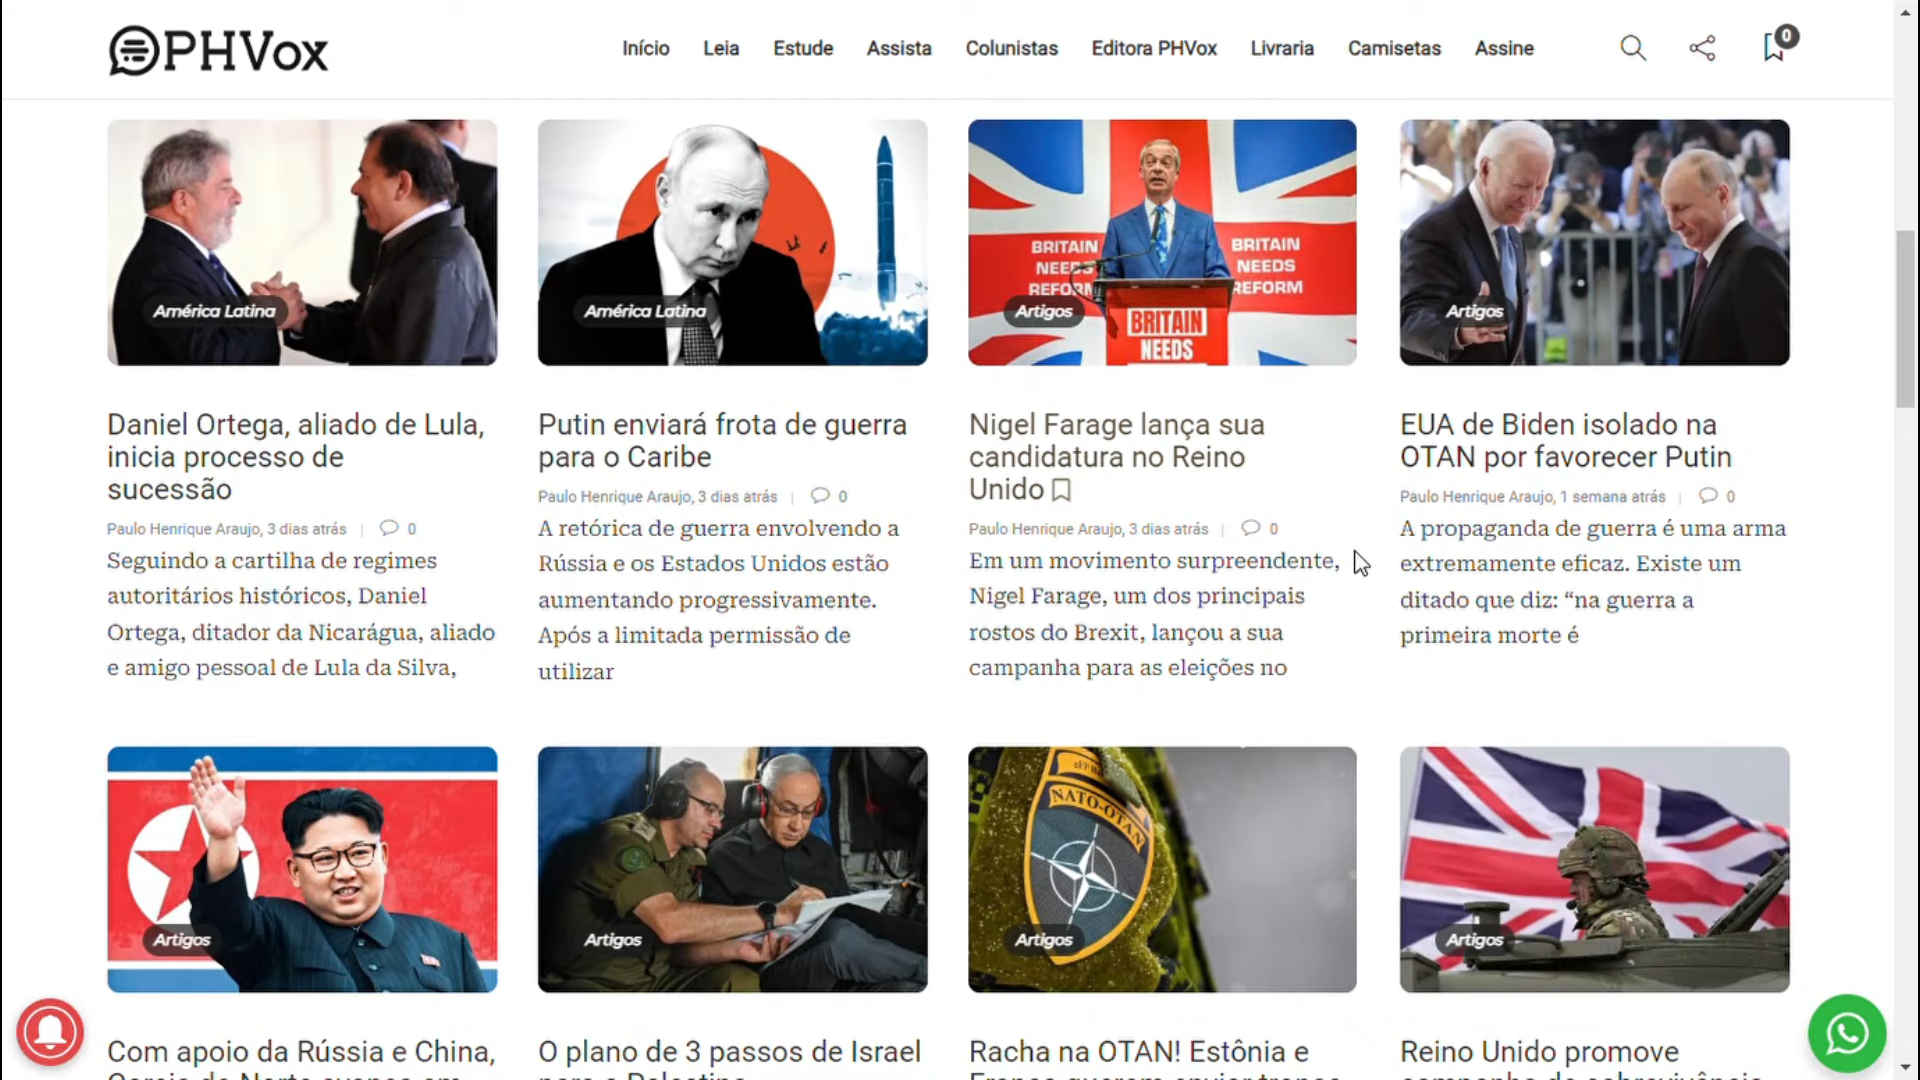 PHVox
Início Leia Estude Assista Colunistas Editora PHVox Livraria Camisetas Assine
0
América Latina
América Latina
BRITAIN
NEEDS
REFORM
BRITAIN
NEEDS
REFORM
BRITAIN
NEEDS
Artigos
Artigos
Daniel Ortega, aliado de Lula,
inicia processo de
sucessão
Paulo Henrique Araujo, 3 dias atrás | 0
Seguindo a cartilha de regimes
autoritários históricos, Daniel
Ortega, ditador da Nicarágua, aliado
e amigo pessoal de Lula da Silva,
Putin enviará frota de guerra
para o Caribe
Paulo Henrique Araujo, 3 dias atrás | 0
A retórica de guerra envolvendo a
Rússia e os Estados Unidos estão
aumentando progressivamente.
Após a limitada permissão de
utilizar
Nigel Farage lança sua
candidatura no Reino
Unido
Paulo Henrique Araujo, 3 dias atrás | 0
Em um movimento surpreendente,
Nigel Farage, um dos principais
rostos do Brexit, lançou a sua
campanha para as eleições no
EUA de Biden isolado na
OTAN por favorecer Putin
Paulo Henrique Araujo, 1 semana atrás | 0
A propaganda de guerra é uma arma
extremamente eficaz. Existe um
ditado que diz: “na guerra a
primeira morte é
Artigos
Artigos
NATO-OTAN
Artigos
Artigos
Com apoio da Rússia e China,
O plano de 3 passos de Israel
Racha na OTAN! Estônia e
Reino Unido promove